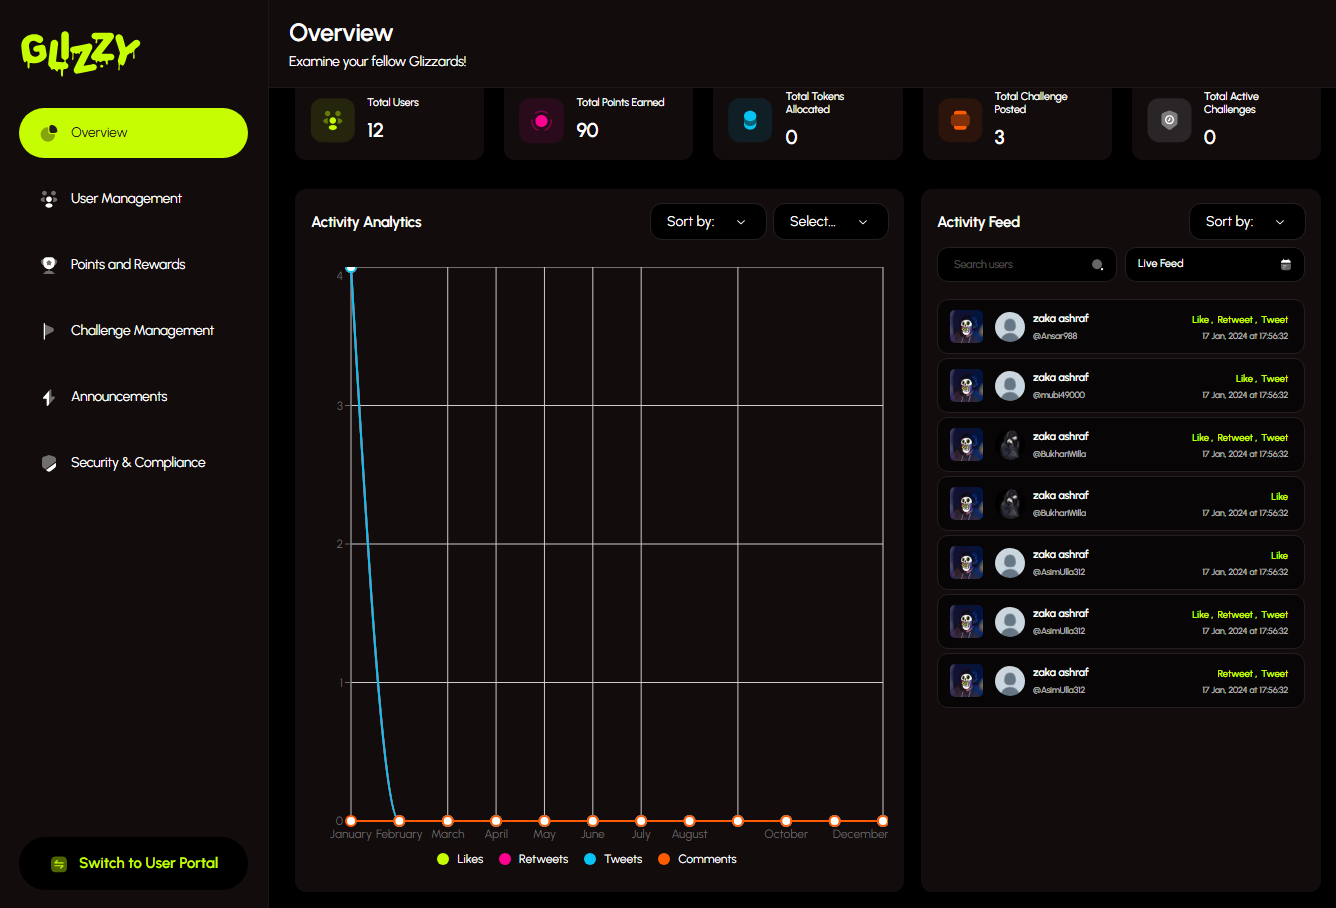 GLIZZY
Overview
Examine your fellow Glizzards!
Overview
User Management
Points and Rewards
Challenge Management
Announcements
Security & Compliance
Switch to User Portal
Total Users
12
Total Points Earned
90
Total Tokens
Allocated
0
Total Challenge
Posted
3
Total Active
Challenges
0
Activity Analytics
Sort by:
Select...
4
3
2
1
0
January February March April May June July August October December
Likes Retweets Tweets Comments
Activity Feed
Sort by:
Search users
Live Feed
zaka ashraf
@Ansar988
Like , Retweet , Tweet
17 Jan, 2024 at 17:56:32
zaka ashraf
@mubi49000
Like , Tweet
17 Jan, 2024 at 17:56:32
zaka ashraf
@BukhariWilla
Like , Retweet , Tweet
17 Jan, 2024 at 17:56:32
zaka ashraf
@BukhariWilla
Like
17 Jan, 2024 at 17:56:32
zaka ashraf
@AsimUlla312
Like
17 Jan, 2024 at 17:56:32
zaka ashraf
@AsimUlla312
Like , Retweet , Tweet
17 Jan, 2024 at 17:56:32
zaka ashraf
@AsimUlla312
Retweet , Tweet
17 Jan, 2024 at 17:56:32